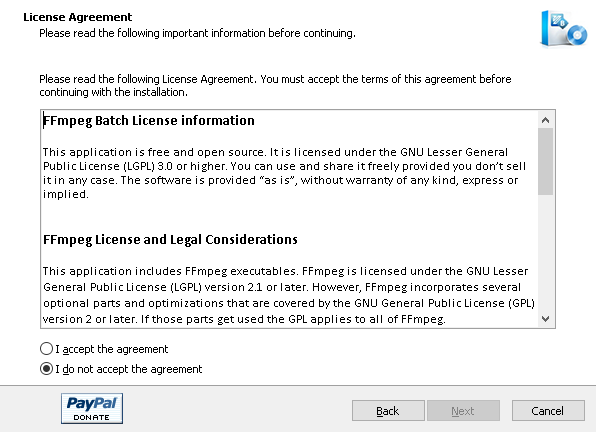 License Agreement
Please read the following important information before continuing.
Please read the following License Agreement. You must accept the terms of this agreement before
continuing with the installation.
FFmpeg Batch License information
This application is free and open source. It is licensed under the GNU Lesser General
Public License (LGPL) 3.0 or higher. You can use and share it freely provided you don't sell
it in any case. The software is provided "as is", without warranty of any kind, express or
implied.
FFmpeg License and Legal Considerations
This application includes FFmpeg executables. FFmpeg is licensed under the GNU Lesser
General Public License (LGPL) version 2.1 or later. However, FFmpeg incorporates several
optional parts and optimizations that are covered by the GNU General Public License (GPL)
version 2 or later. If those parts get used the GPL applies to all of FFmpeg.
I accept the agreement
I do not accept the agreement
PayPal
DONATE
Back
Next
Cancel